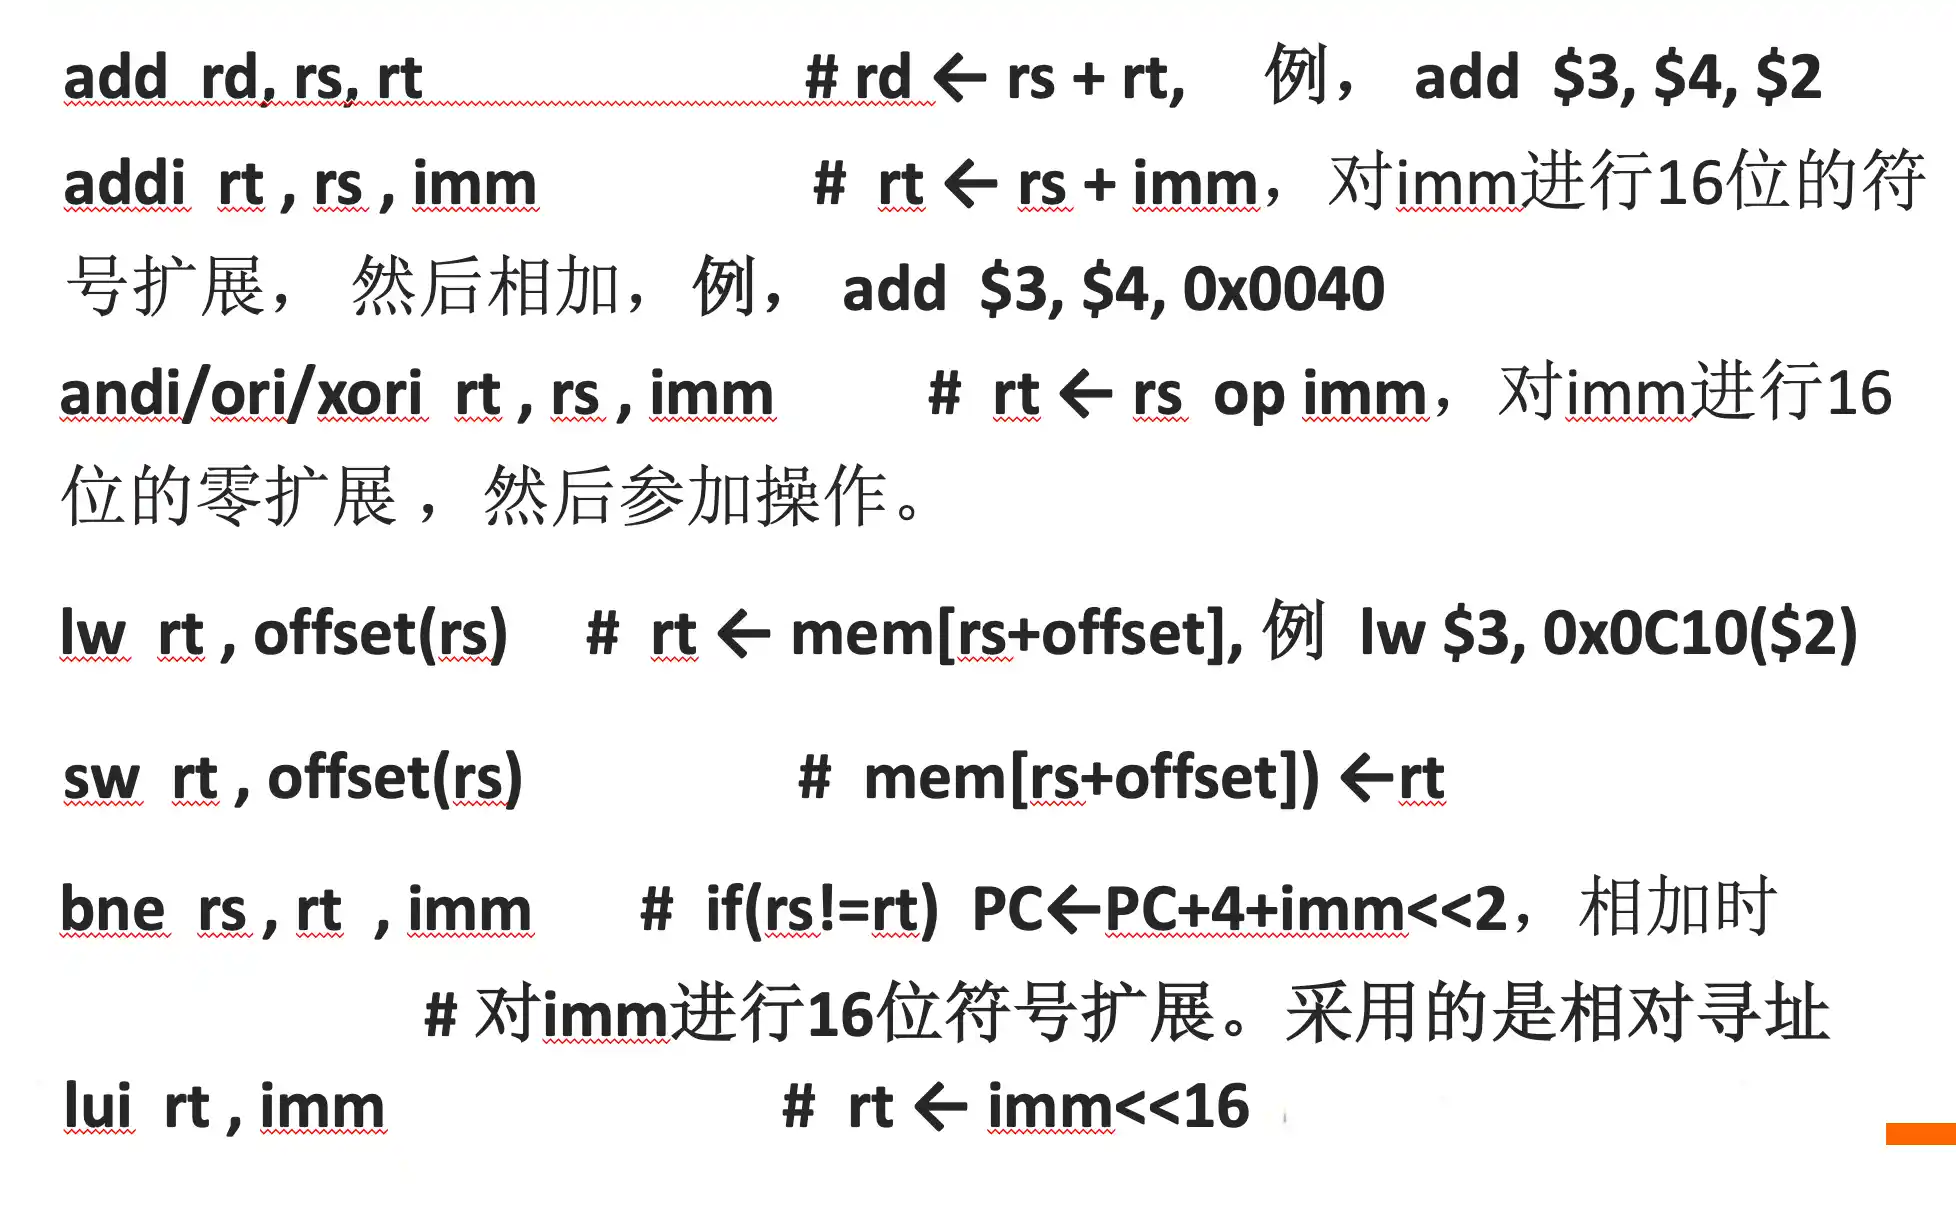 add rd, rs, rt # rd ← rs + rt, 例， add $3, $4, $2
addi rt , rs , imm # rt ← rs + imm，对imm进行16位的符
号扩展， 然后相加，例， add $3, $4, 0x0040
andi/ori/xori rt , rs , imm # rt ← rs op imm，对imm进行16
位的零扩展 ，然后参加操作。
lw rt , offset(rs) # rt ← mem[rs+offset], 例 lw $3, 0x0C10($2)
sw rt , offset(rs) # mem[rs+offset]) ←rt
bne rs , rt , imm # if(rs!=rt) PC←PC+4+imm<<2，相加时
# 对imm进行16位符号扩展。采用的是相对寻址
lui rt , imm # rt ← imm<<16